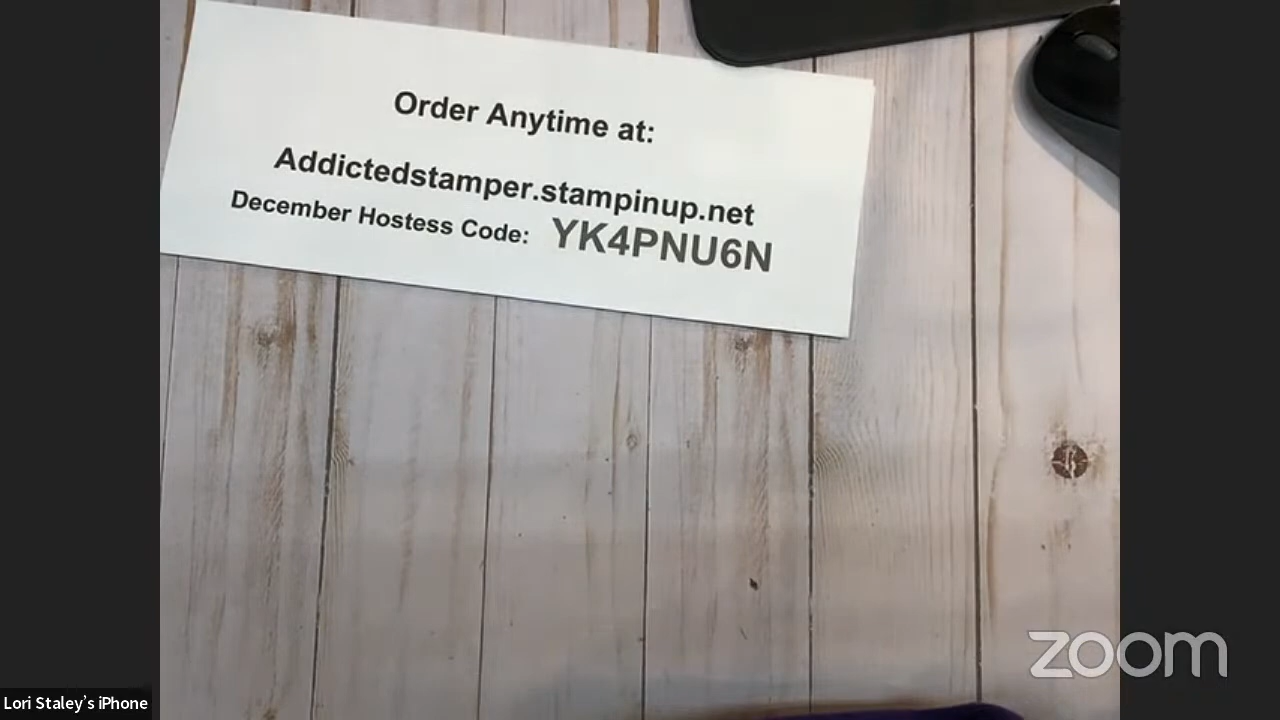 Order Anytime at:
Addictedstamper.stampinup.net
December Hostess Code: YK4PNU6N
zoom
Lori Staley's iPhone